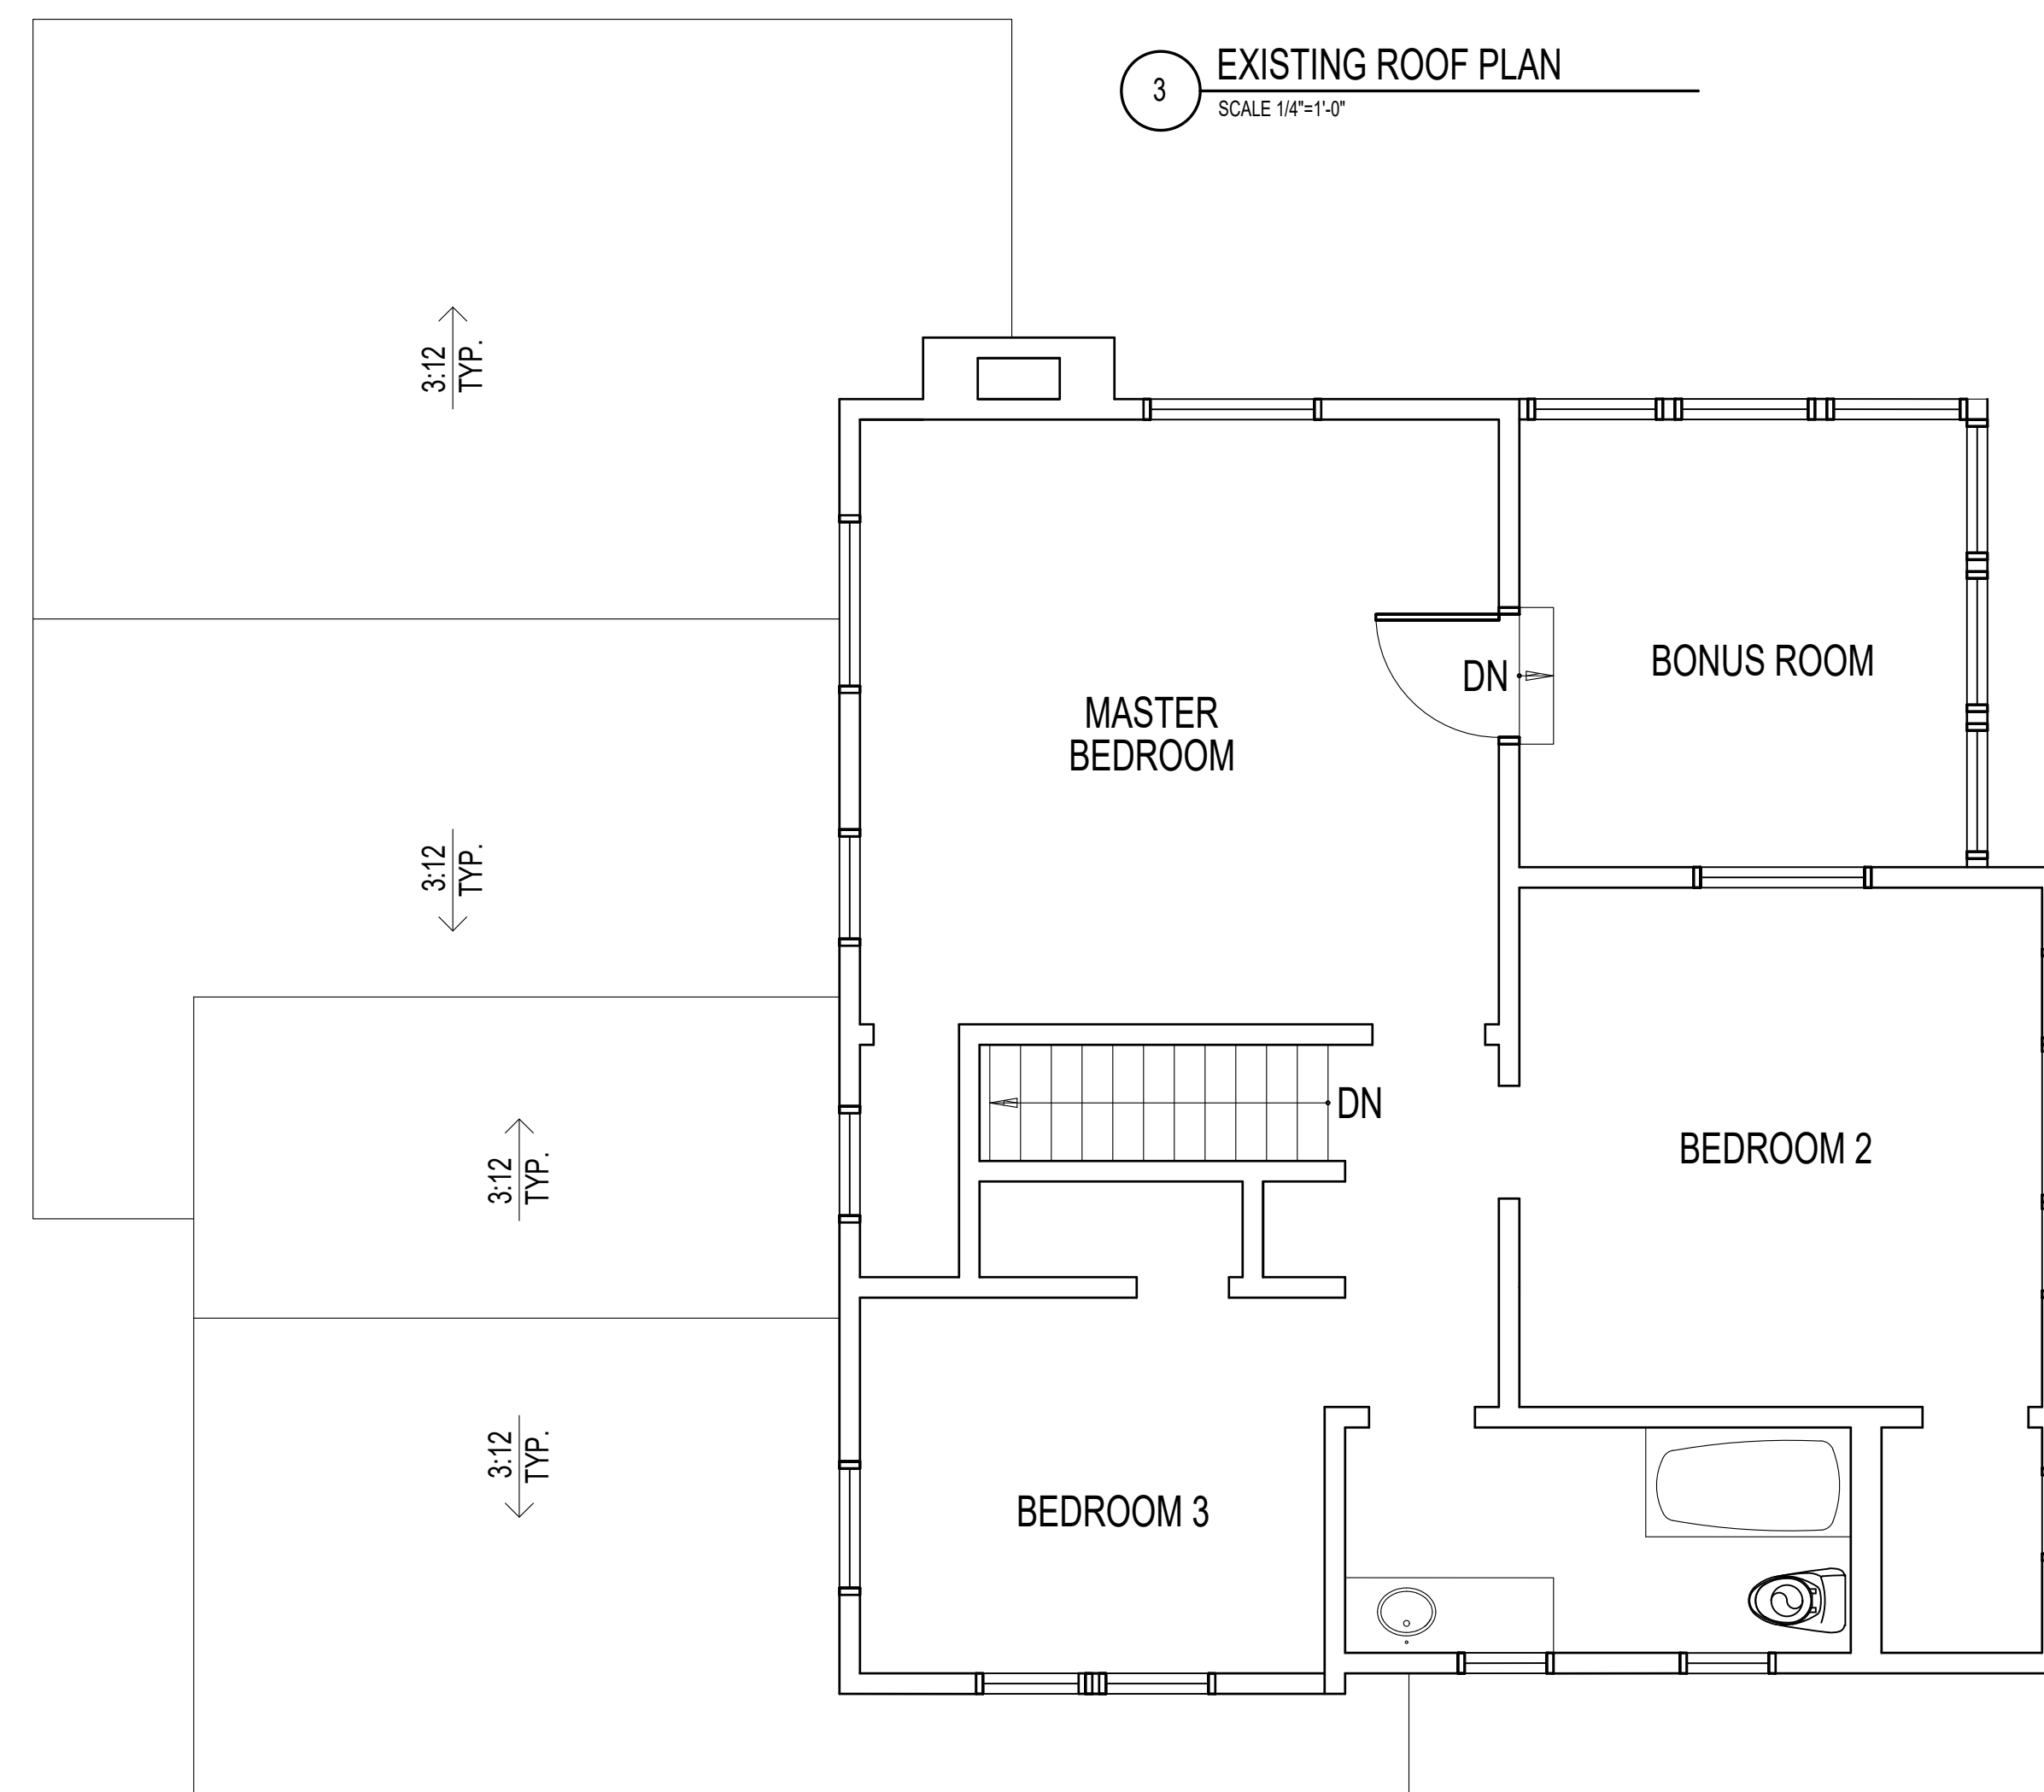 3
EXISTING ROOF PLAN
SCALE 1/4"=1'-0"
3:12
TYP.
DN
BONUS ROOM
MASTER
BEDROOM
3:12
TYP.
DN
BEDROOM 2
3:12
TYP.
3:12
TYP.
BEDROOM 3